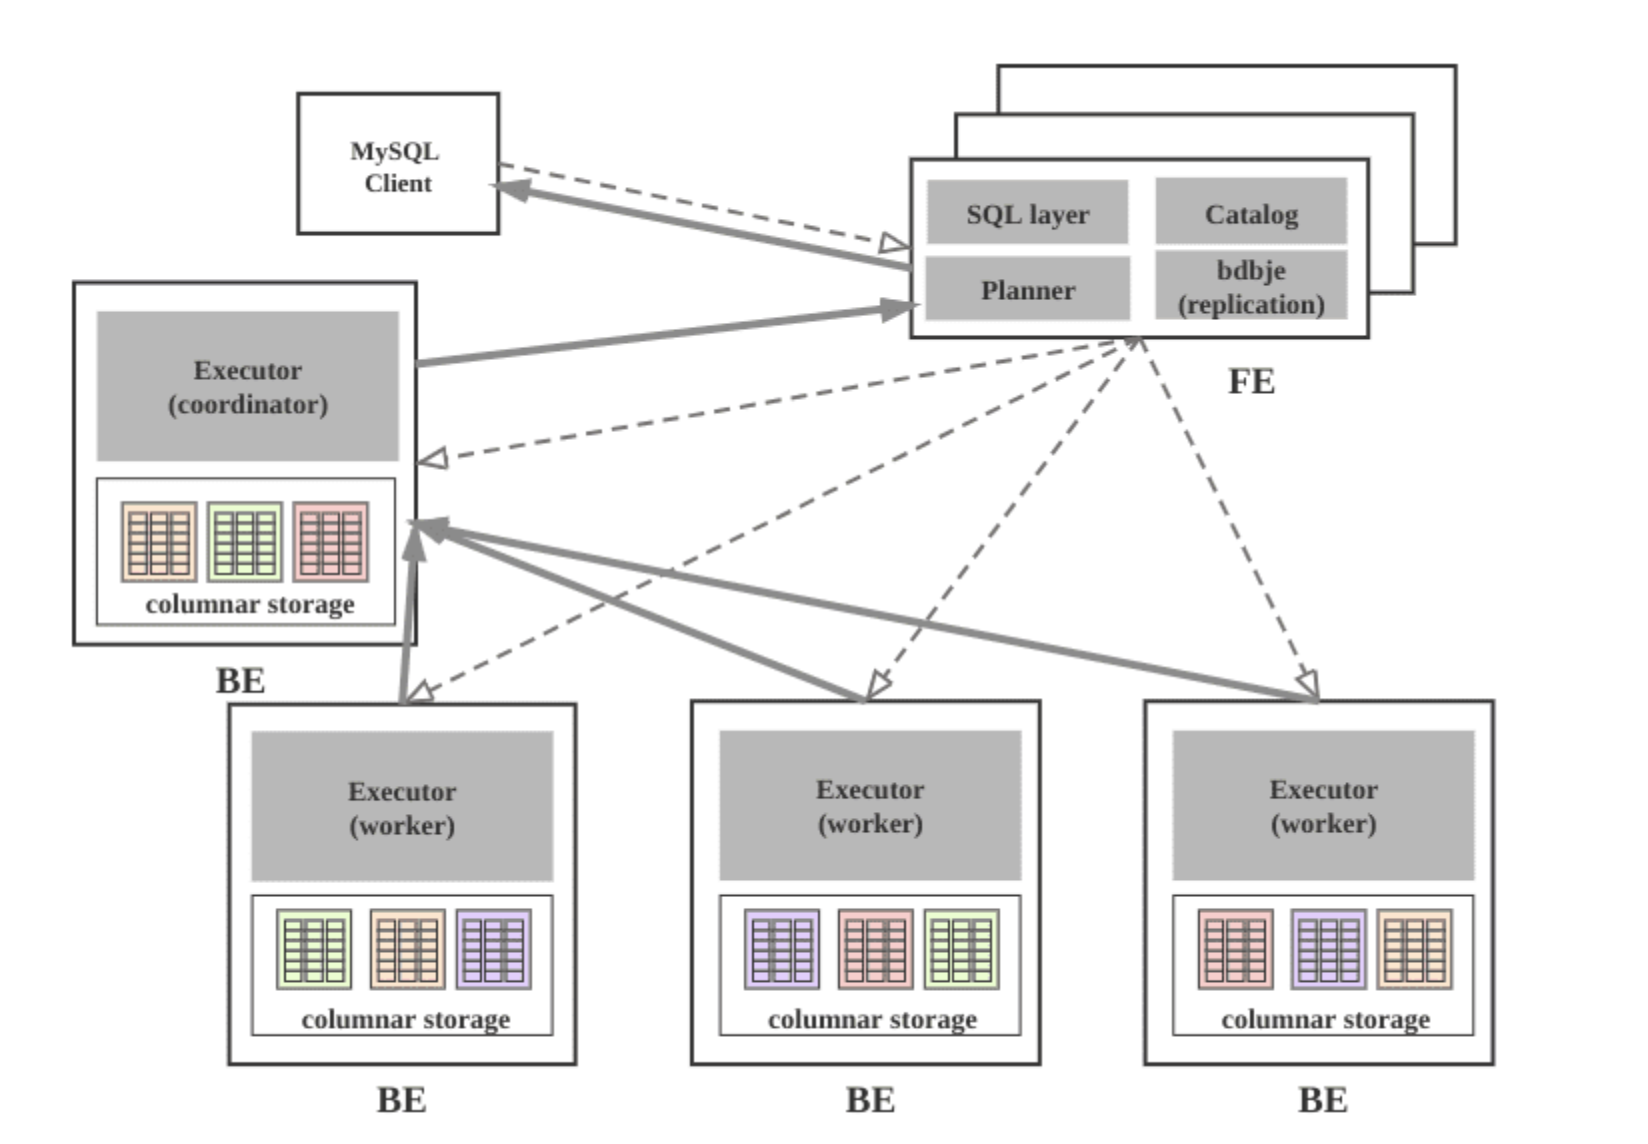 MySQL
Client
SQL layer
Catalog
Planner
bdbje
(replication)
FE
Executor
(coordinator)
columnar storage
BE
Executor
(worker)
columnar storage
BE
Executor
(worker)
columnar storage
BE
Executor
(worker)
columnar storage
BE